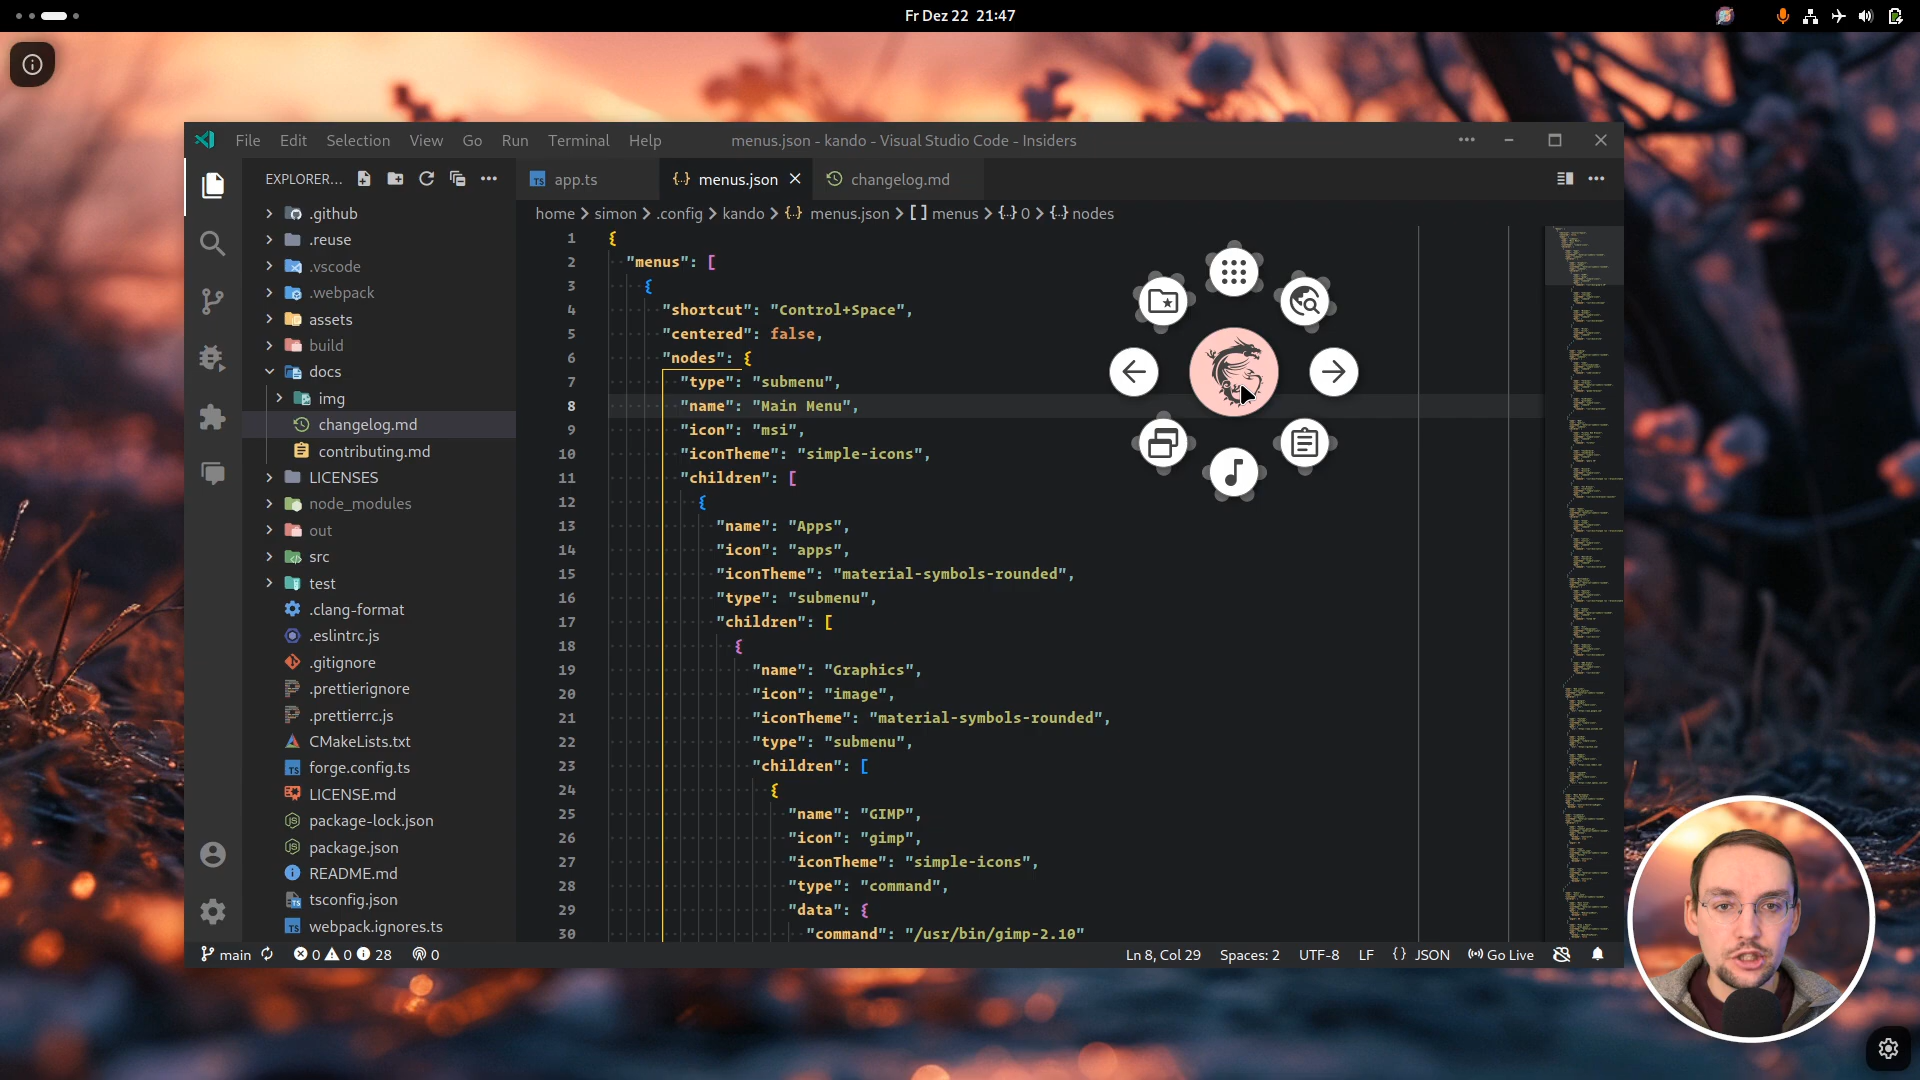 Fr Dez 22 21:47
File Edit Selection View Go Run Terminal Help
menus.json - kando - Visual Studio Code - Insiders
EXPLORER...
app.ts
menus.json
changelog.md
home > simon > .config > kando > {··} menus.json > [ ] menus > {··} 0 > {··} nodes
.github
.reuse
.vscode
.webpack
assets
build
docs
img
changelog.md
contributing.md
LICENSES
node_modules
out
src
test
.clang-format
.eslintrc.js
.gitignore
.prettierignore
.prettierrc.js
CMakeLists.txt
forge.config.ts
LICENSE.md
package-lock.json
package.json
README.md
tsconfig.json
webpack.ignores.ts
1 {
2 "menus": [
3 {
4 "shortcut": "Control+Space",
5 "centered": false,
6 "nodes": {
7 "type": "submenu",
8 "name": "Main Menu",
9 "icon": "msi",
10 "iconTheme": "simple-icons",
11 "children": [
12 {
13 "name": "Apps",
14 "icon": "apps",
15 "iconTheme": "material-symbols-rounded",
16 "type": "submenu",
17 "children": [
18 {
19 "name": "Graphics",
20 "icon": "image",
21 "iconTheme": "material-symbols-rounded",
22 "type": "submenu",
23 "children": [
24 {
25 "name": "GIMP",
26 "icon": "gimp",
27 "iconTheme": "simple-icons",
28 "type": "command",
29 "data": {
30 "command": "/usr/bin/gimp-2.10"
main 0 0 28 0
Ln 8, Col 29 Spaces: 2 UTF-8 LF {} JSON Go Live